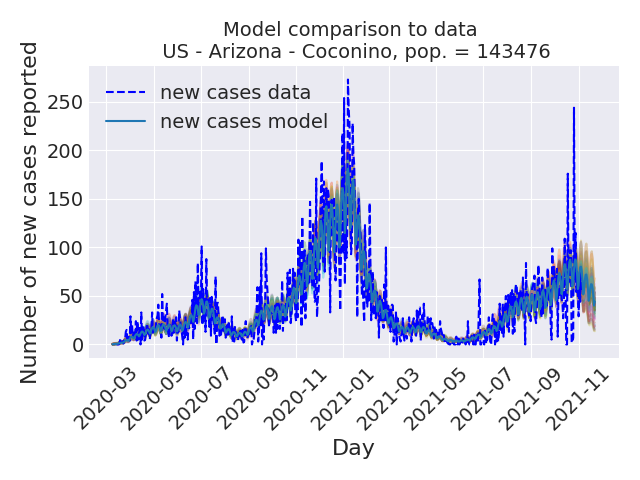 Model comparison to data
US - Arizona - Coconino, pop. = 143476
Number of new cases reported
250
200
150
100
50
0
new cases data
new cases model
2020-03
2020-05
2020-07
2020-09
2020-11
2021-01
2021-03
2021-05
2021-07
2021-09
2021-11
Day